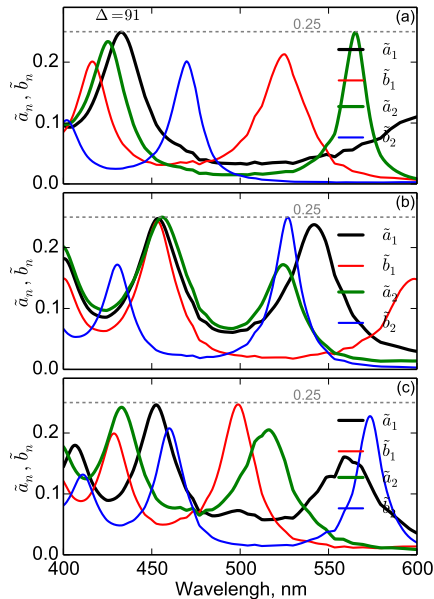 Δ=91
(a)
0.25
ã₁
b̃₁
ã₂
b̃₂
0.2
0.1
0.0
ãₙ, b̃ₙ
(b)
0.25
ã₁
b̃₁
ã₂
b̃₂
0.2
0.1
0.0
ãₙ, b̃ₙ
(c)
0.25
ã₁
b̃₁
ã₂
b̃₂
0.2
0.1
0.0
ãₙ, b̃ₙ
400 450 500 550 600
Wavelengh, nm